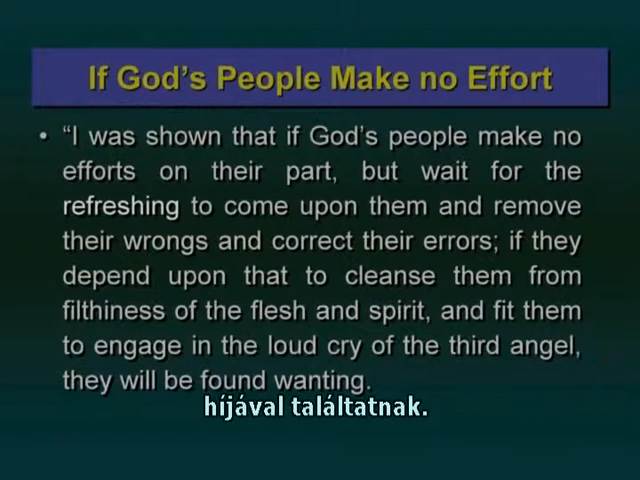 If God's People Make no Effort
• “I was shown that if God's people make no
efforts on their part, but wait for the
refreshing to come upon them and remove
their wrongs and correct their errors; if they
depend upon that to cleanse them from
filthiness of the flesh and spirit, and fit them
to engage in the loud cry of the third angel,
they will be found wanting.
híjával találtatnak.